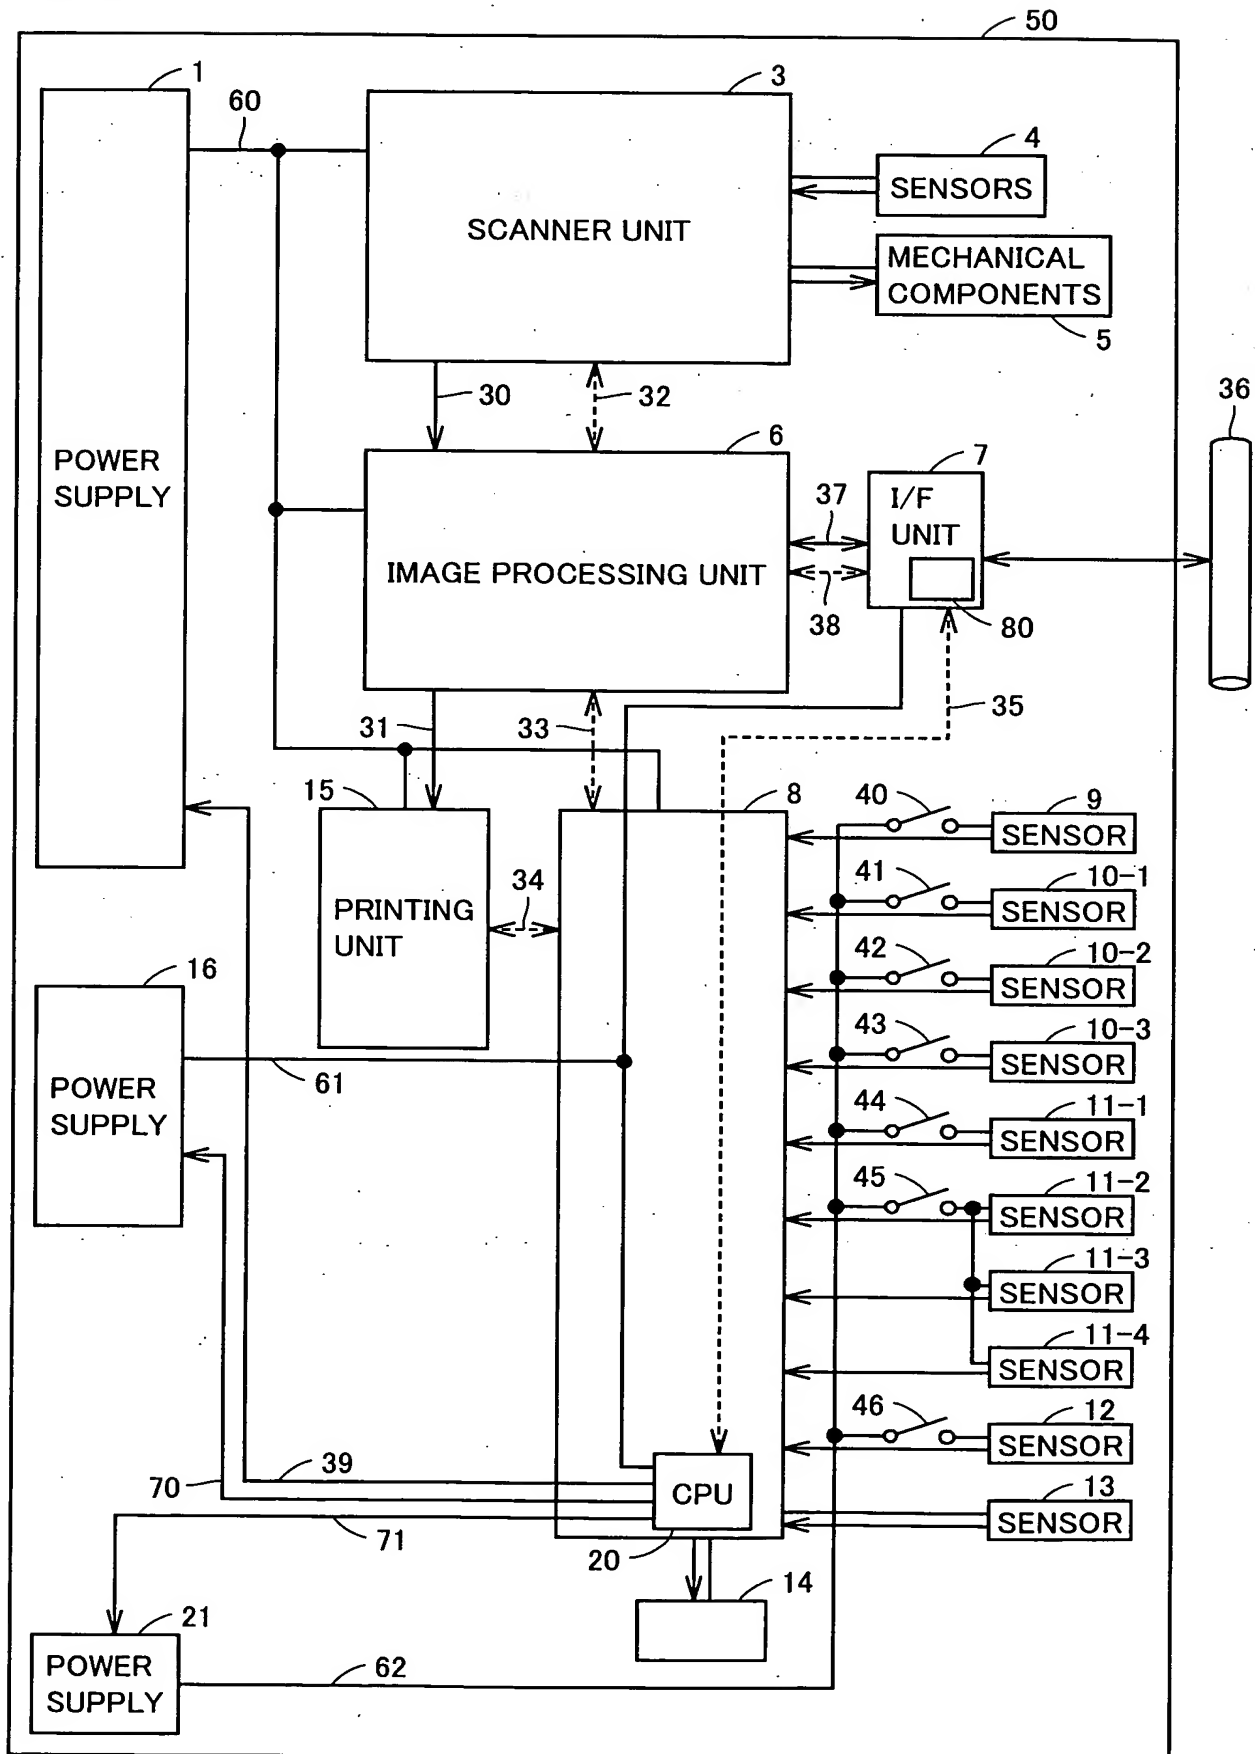 50
1
60
3
4
SENSORS
SCANNER UNIT
MECHANICAL
COMPONENTS
5
30
32
36
6
7
POWER
SUPPLY
I/F
UNIT
37
IMAGE PROCESSING UNIT
38
80
31
33
35
15
8
40
9
SENSOR
41
10-1
SENSOR
34
PRINTING
UNIT
42
10-2
SENSOR
16
43
10-3
SENSOR
61
POWER
SUPPLY
44
11-1
SENSOR
45
11-2
SENSOR
11-3
SENSOR
11-4
SENSOR
46
12
SENSOR
39
70
CPU
13
SENSOR
71
20
14
21
POWER
SUPPLY
62